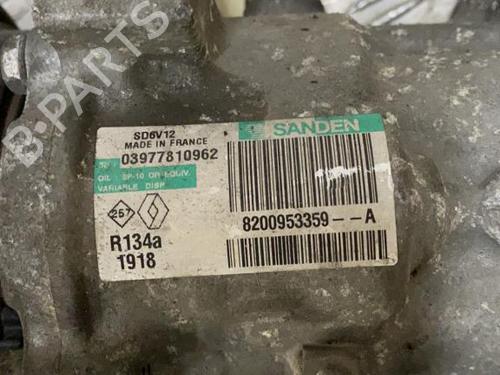 B-PARTS
SD6V12
MADE IN FRANCE
SANDEN
03977810962
OIL : SP-10 OR EQUIV.
VARIABLE DISP.
257
8200953359--A
R134a
1918